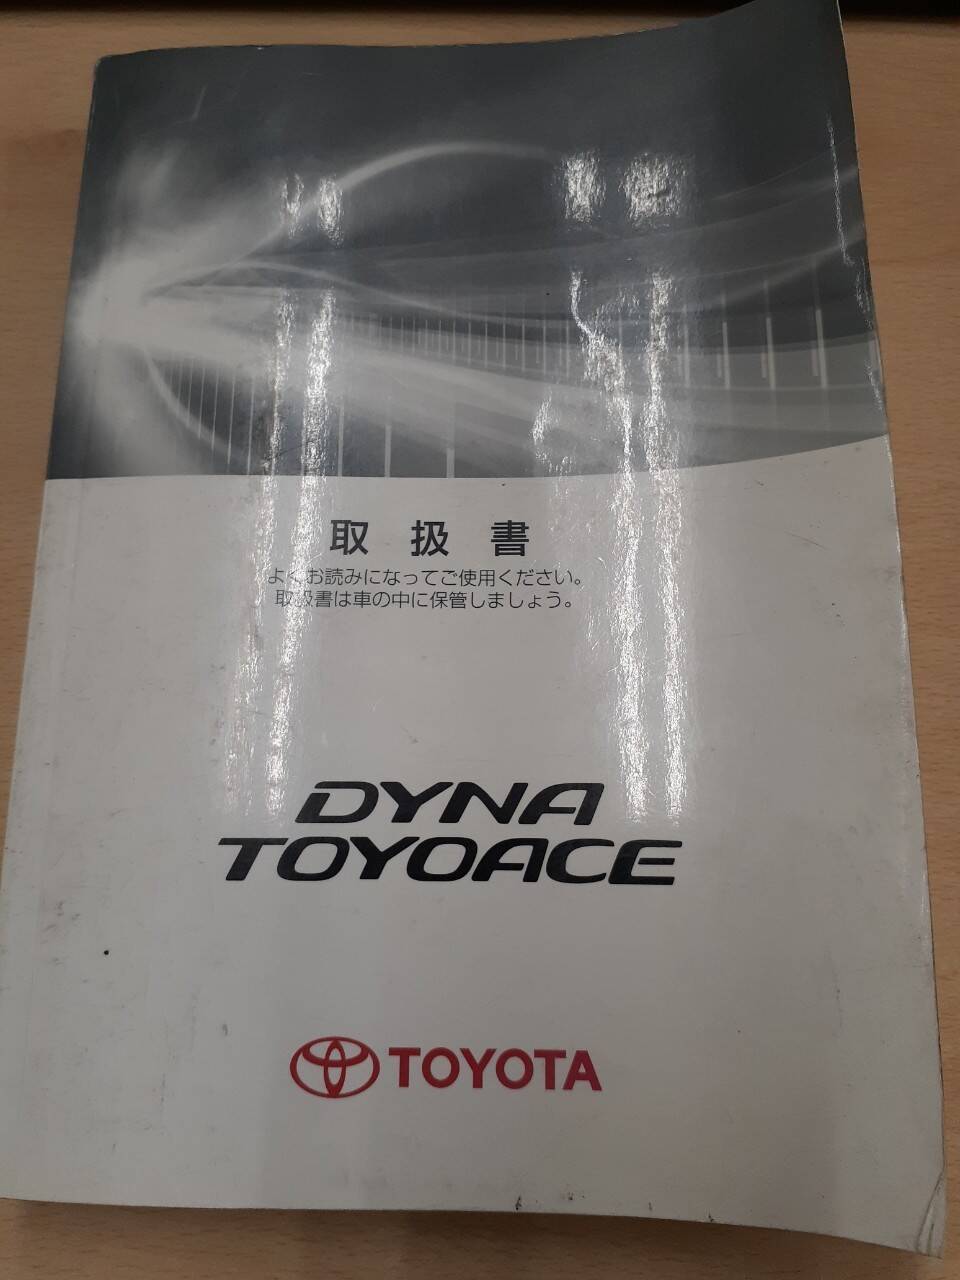 取扱書
よくお読みになってご使用ください。
取扱書は車の中に保管しましょう。
DYNA
TOYOACE
TOYOTA